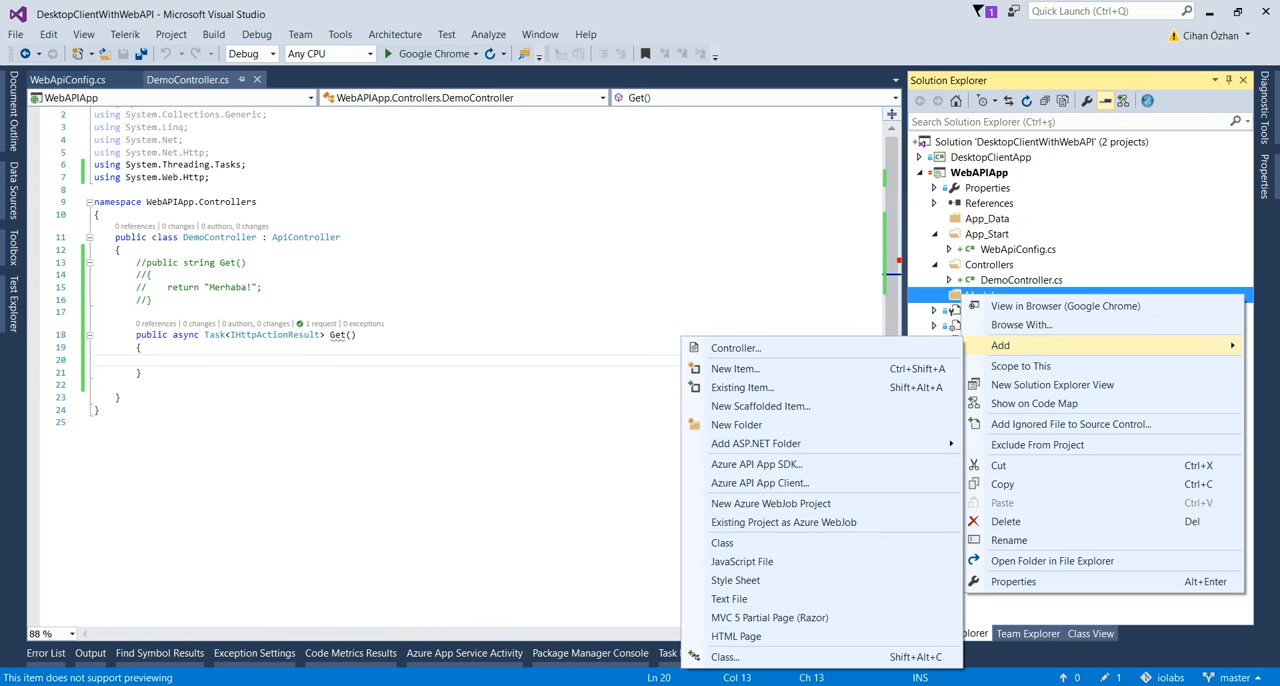 DesktopClientWithWebAPI - Microsoft Visual Studio
1
Quick Launch (Ctrl+Q)
File Edit View Telerik Project Build Debug Team Tools Architecture Test Analyze Window Help
Cihan Özhan
Debug Any CPU Google Chrome
Document Outline
Data Sources
Toolbox
Test Explorer
WebApiConfig.cs DemoController.cs
WebAPIApp WebAPIApp.Controllers.DemoController Get()
2 using System.Collections.Generic;
3 using System.Linq;
4 using System.Net;
5 using System.Net.Http;
6 using System.Threading.Tasks;
7 using System.Web.Http;
8
9 namespace WebAPIApp.Controllers
10 {
0 references | 0 changes | 0 authors, 0 changes
11 public class DemoController : ApiController
12 {
13 //public string Get()
14 //{
15 // return "Merhaba!";
16 //}
17
0 references | 0 changes | 0 authors, 0 changes | 1 request | 0 exceptions
18 public async Task<IHttpActionResult> Get()
19 {
20
21 }
22
23 }
24 }
25
88 %
Solution Explorer
Search Solution Explorer (Ctrl+ş)
Solution 'DesktopClientWithWebAPI' (2 projects)
DesktopClientApp
WebAPIApp
Properties
References
App_Data
App_Start
WebApiConfig.cs
Controllers
DemoController.cs
View in Browser (Google Chrome)
Browse With...
Add
Scope to This
New Solution Explorer View
Show on Code Map
Add Ignored File to Source Control...
Exclude From Project
Cut Ctrl+X
Copy Ctrl+C
Paste Ctrl+V
Delete Del
Rename
Open Folder in File Explorer
Properties Alt+Enter
Controller...
New Item... Ctrl+Shift+A
Existing Item... Shift+Alt+A
New Scaffolded Item...
New Folder
Add ASP.NET Folder
Azure API App SDK...
Azure API App Client...
New Azure WebJob Project
Existing Project as Azure WebJob
Class
JavaScript File
Style Sheet
Text File
MVC 5 Partial Page (Razor)
HTML Page
Class... Shift+Alt+C
Team Explorer Class View
Diagnostic Tools
Properties
Error List Output Find Symbol Results Exception Settings Code Metrics Results Azure App Service Activity Package Manager Console
This item does not support previewing Ln 20 Col 13 Ch 13 INS 0 1 iolabs master